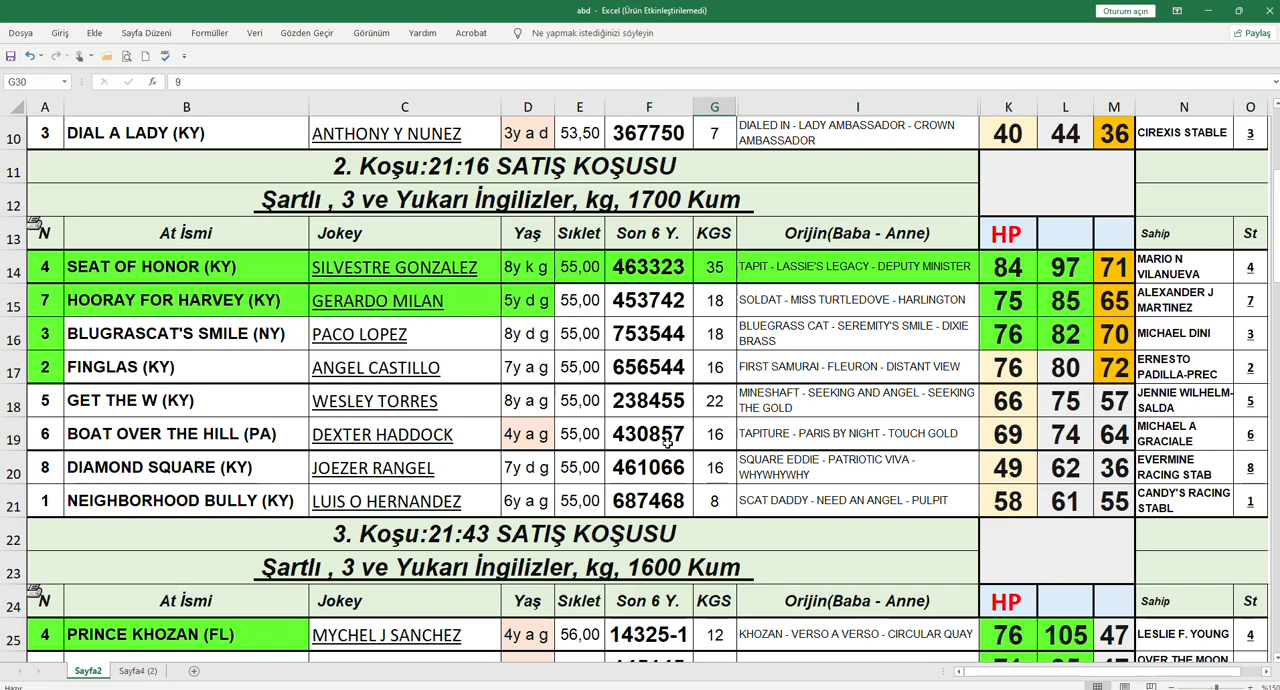 abd - Excel (Ürün Etkinleştirilemedi)
Oturum açın
Dosya Giriş Ekle Sayfa Düzeni Formüller Veri Gözden Geçir Görünüm Yardım Acrobat Ne yapmak istediğinizi söyleyin
Paylaş
G30 fx 9
A B C D E F G I K L M N O
10 3 DIAL A LADY (KY) ANTHONY Y NUNEZ 3y a d 53,50 367750 7 DIALED IN - LADY AMBASSADOR - CROWN AMBASSADOR 40 44 36 CIREXIS STABLE 3
11 2. Koşu:21:16 SATIŞ KOŞUSU
12 Şartlı , 3 ve Yukarı İngilizler, kg, 1700 Kum
13 N At İsmi Jokey Yaş Sıklet Son 6 Y. KGS Orijin(Baba - Anne) HP Sahip St
14 4 SEAT OF HONOR (KY) SILVESTRE GONZALEZ 8y k g 55,00 463323 35 TAPIT - LASSIE'S LEGACY - DEPUTY MINISTER 84 97 71 MARIO N VILANUEVA 4
15 7 HOORAY FOR HARVEY (KY) GERARDO MILAN 5y d g 55,00 453742 18 SOLDAT - MISS TURTLEDOVE - HARLINGTON 75 85 65 ALEXANDER J MARTINEZ 7
16 3 BLUGRASCAT'S SMILE (NY) PACO LOPEZ 8y d g 55,00 753544 18 BLUEGRASS CAT - SEREMITY'S SMILE - DIXIE BRASS 76 82 70 MICHAEL DINI 3
17 2 FINGLAS (KY) ANGEL CASTILLO 7y a g 55,00 656544 16 FIRST SAMURAI - FLEURON - DISTANT VIEW 76 80 72 ERNESTO PADILLA-PREC 2
18 5 GET THE W (KY) WESLEY TORRES 8y a g 55,00 238455 22 MINESHAFT - SEEKING AND ANGEL - SEEKING THE GOLD 66 75 57 JENNIE WILHELM-SALDA 5
19 6 BOAT OVER THE HILL (PA) DEXTER HADDOCK 4y a g 55,00 430857 16 TAPITURE - PARIS BY NIGHT - TOUCH GOLD 69 74 64 MICHAEL A GRACIALE 6
20 8 DIAMOND SQUARE (KY) JOEZER RANGEL 7y d g 55,00 461066 16 SQUARE EDDIE - PATRIOTIC VIVA - WHYWHYWHY 49 62 36 EVERMINE RACING STAB 8
21 1 NEIGHBORHOOD BULLY (KY) LUIS O HERNANDEZ 6y a g 55,00 687468 8 SCAT DADDY - NEED AN ANGEL - PULPIT 58 61 55 CANDY'S RACING STABL 1
22 3. Koşu:21:43 SATIŞ KOŞUSU
23 Şartlı , 3 ve Yukarı İngilizler, kg, 1600 Kum
24 N At İsmi Jokey Yaş Sıklet Son 6 Y. KGS Orijin(Baba - Anne) HP Sahip St
25 4 PRINCE KHOZAN (FL) MYCHEL J SANCHEZ 4y a g 56,00 14325-1 12 KHOZAN - VERSO A VERSO - CIRCULAR QUAY 76 105 47 LESLIE F. YOUNG 4
OVER THE MOON
Sayfa2 Sayfa4 (2)
Hazır %150